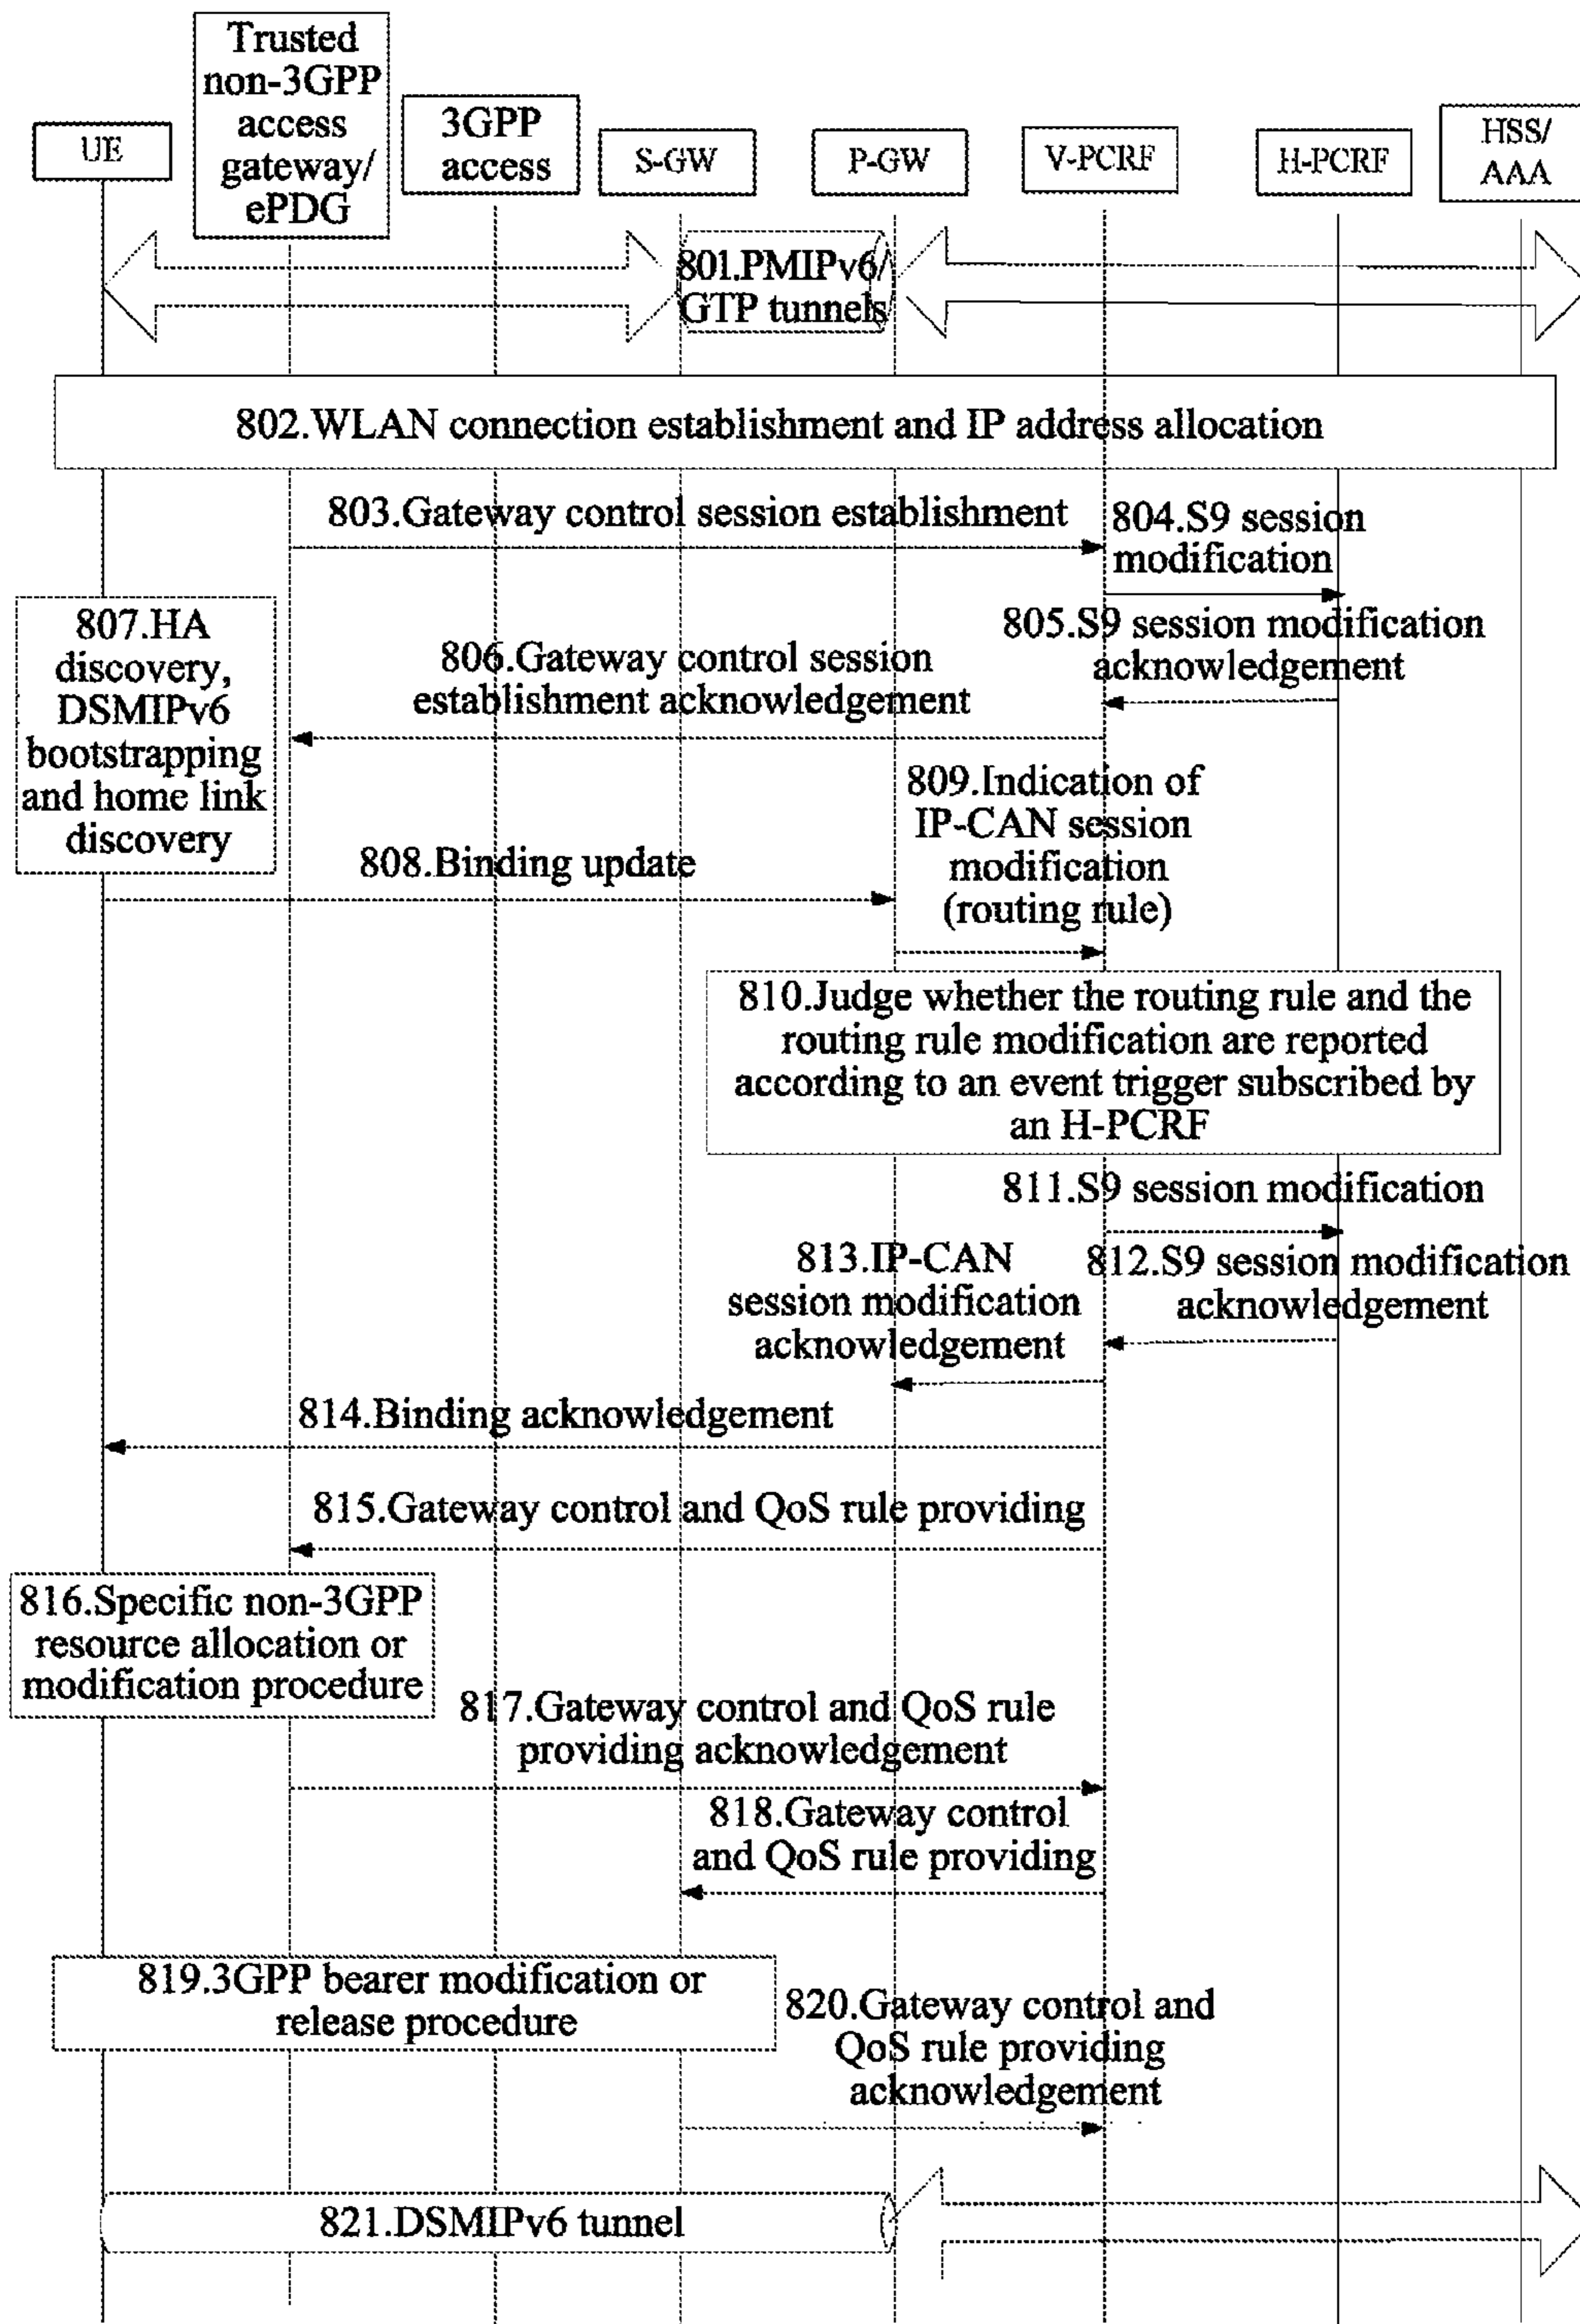 UE
Trusted
non-3GPP
access
gateway/
ePDG
3GPP
access
S-GW
P-GW
V-PCRF
H-PCRF
HSS/
AAA
801.PMIPv6/
GTP tunnels
802.WLAN connection establishment and IP address allocation
803.Gateway control session establishment
804.S9 session
modification
805.S9 session modification
acknowledgement
806.Gateway control session
establishment acknowledgement
807.HA
discovery,
DSMIPv6
bootstrapping
and home link
discovery
808.Binding update
809.Indication of
IP-CAN session
modification
(routing rule)
810.Judge whether the routing rule and the
routing rule modification are reported
according to an event trigger subscribed by
an H-PCRF
811.S9 session modification
812.S9 session modification
acknowledgement
813.IP-CAN
session modification
acknowledgement
814.Binding acknowledgement
815.Gateway control and QoS rule providing
816.Specific non-3GPP
resource allocation or
modification procedure
817.Gateway control and QoS rule
providing acknowledgement
818.Gateway control
and QoS rule providing
819.3GPP bearer modification or
release procedure
820.Gateway control and
QoS rule providing
acknowledgement
821.DSMIPv6 tunnel